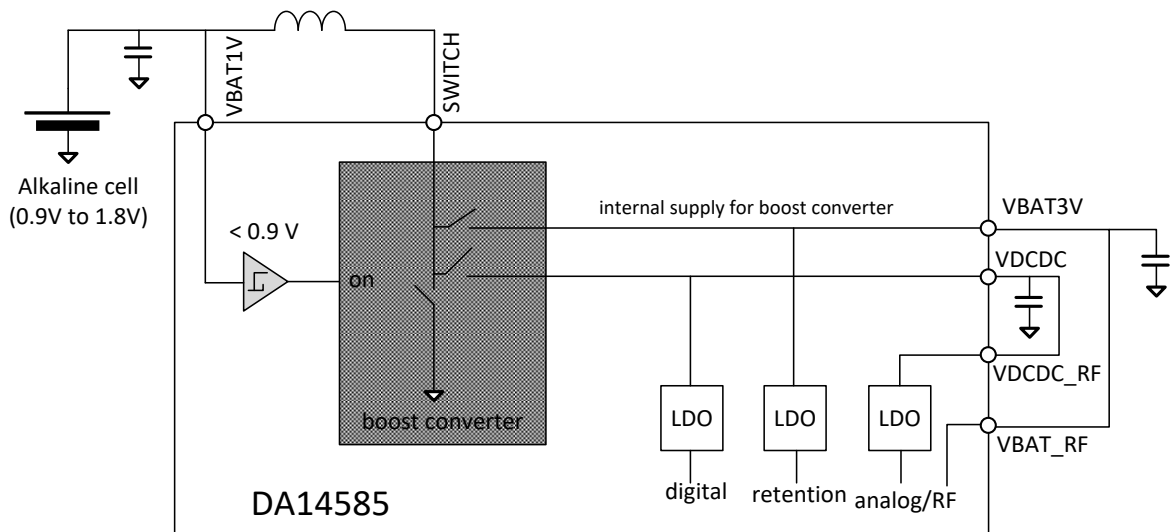 VBAT1V
SWITCH
Alkaline cell
(0.9V to 1.8V)
< 0.9 V
on
boost converter
internal supply for boost converter
VBAT3V
VDCDC
VDCDC_RF
VBAT_RF
LDO
LDO
LDO
digital
retention
analog/RF
DA14585